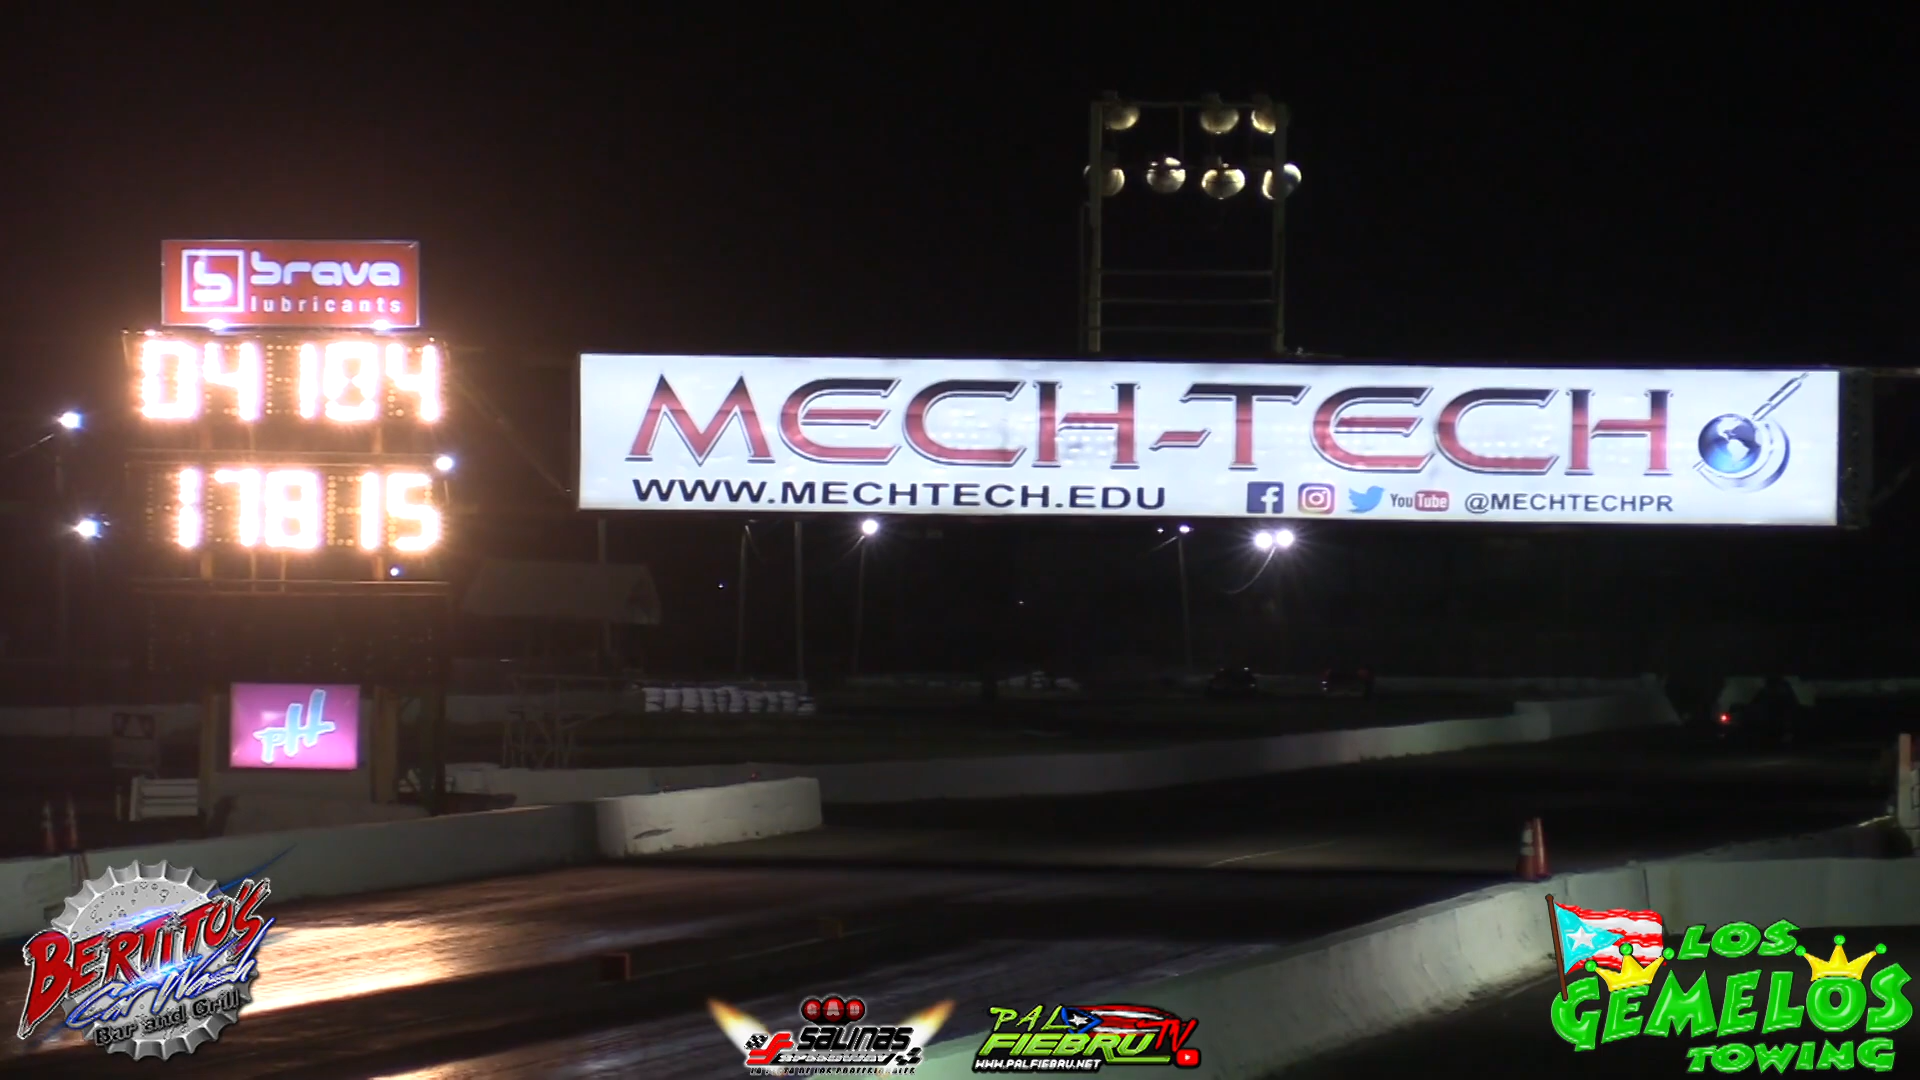 brava
lubricants
04 184
178 15
MECH-TECH
WWW.MECHTECH.EDU
YouTube @MECHTECHPR
pH
BERTITO'S
Car Wash
Bar and Grill
SALINAS
SPEEDWAY
PAL
FIEBRU TV
WWW.PALFIEBRU.NET
LOS
GEMELOS
TOWING